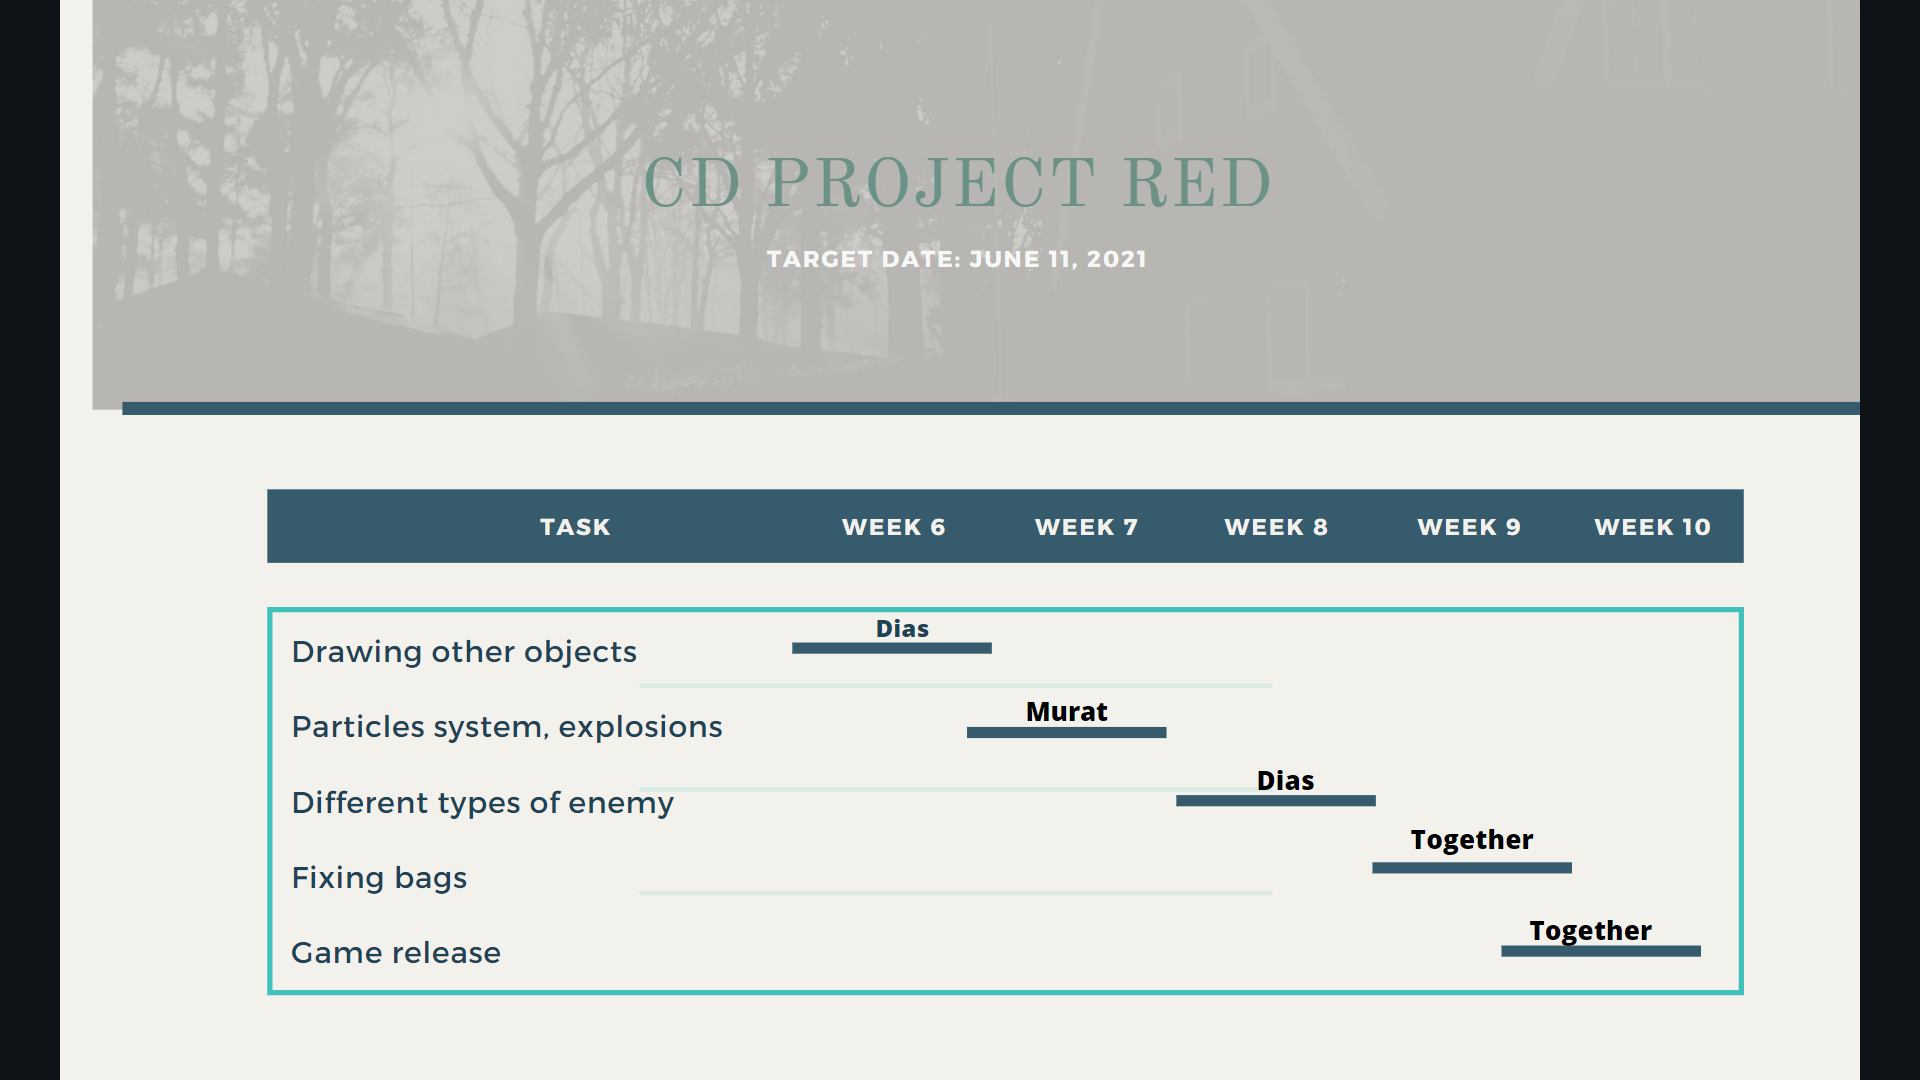 CD PROJECT RED
TARGET DATE: JUNE 11, 2021
TASK WEEK 6 WEEK 7 WEEK 8 WEEK 9 WEEK 10
Dias
Drawing other objects
Murat
Particles system, explosions
Dias
Different types of enemy
Together
Fixing bags
Together
Game release